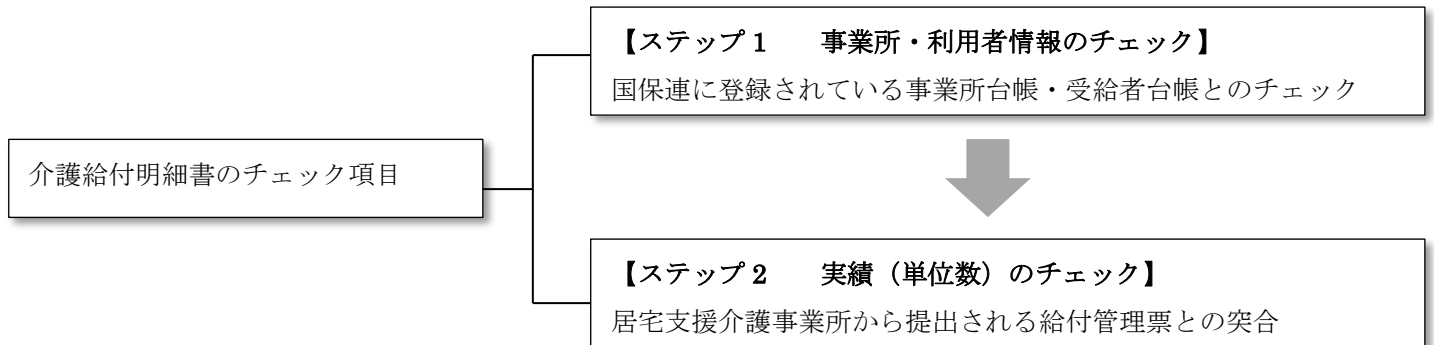 介護給付明細書のチェック項目
【ステップ1　　事業所・利用者情報のチェック】
国保連に登録されている事業所台帳・受給者台帳とのチェック
【ステップ2　　実績（単位数）のチェック】
居宅支援介護事業所から提出される給付管理票との突合